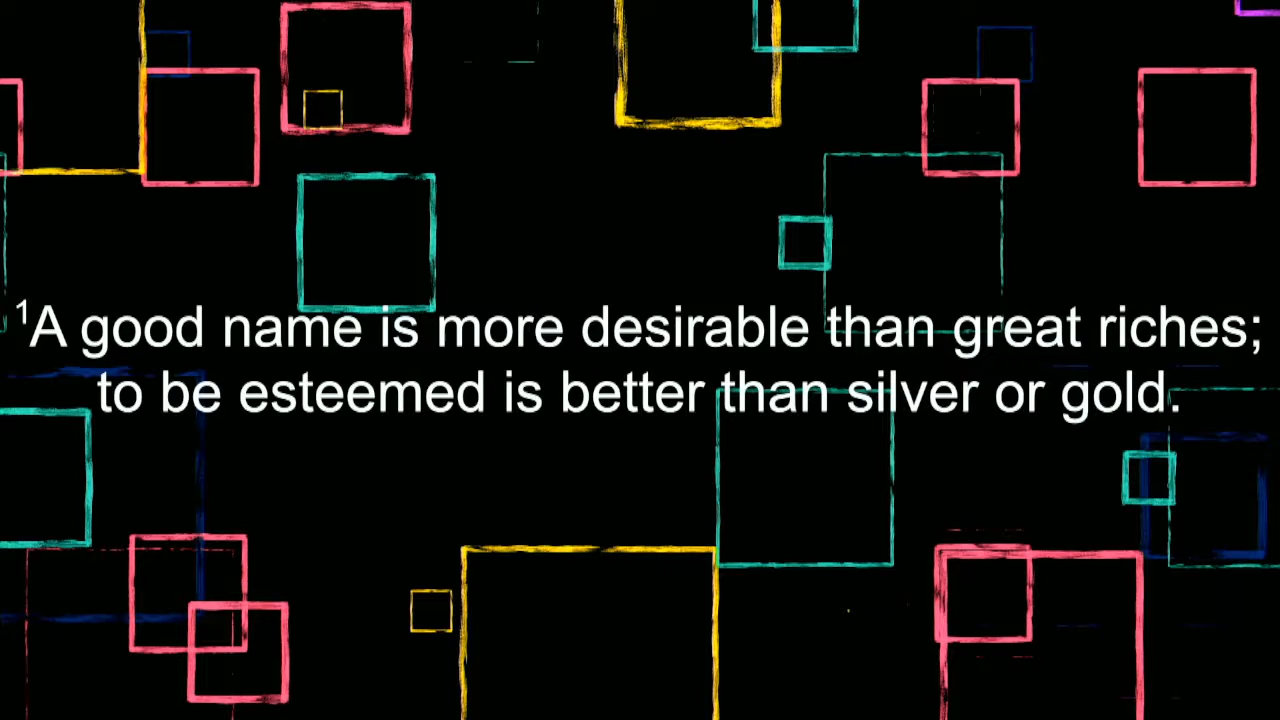 ¹A good name is more desirable than great riches;
to be esteemed is better than silver or gold.